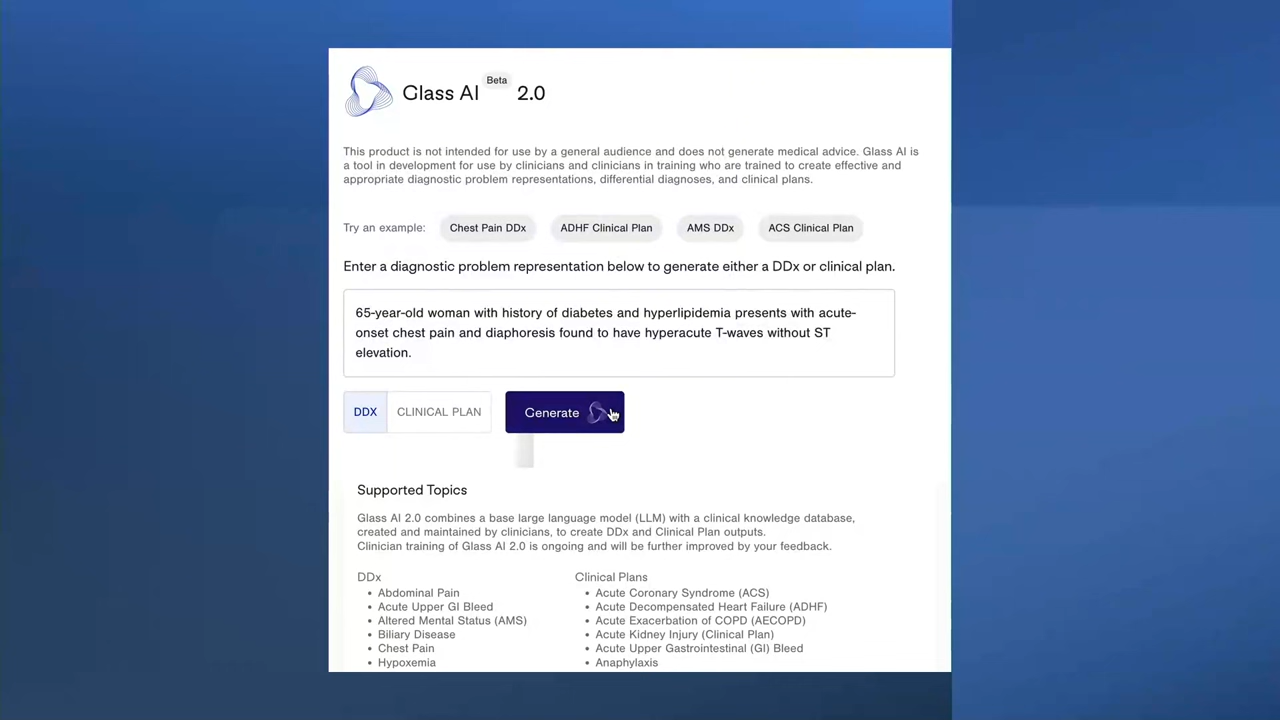 Glass AI Beta 2.0
This product is not intended for use by a general audience and does not generate medical advice. Glass AI is
a tool in development for use by clinicians and clinicians in training who are trained to create effective and
appropriate diagnostic problem representations, differential diagnoses, and clinical plans.
Try an example: Chest Pain DDx ADHF Clinical Plan AMS DDx ACS Clinical Plan
Enter a diagnostic problem representation below to generate either a DDx or clinical plan.
65-year-old woman with history of diabetes and hyperlipidemia presents with acute-
onset chest pain and diaphoresis found to have hyperacute T-waves without ST
elevation.
DDX CLINICAL PLAN Generate
Supported Topics
Glass AI 2.0 combines a base large language model (LLM) with a clinical knowledge database,
created and maintained by clinicians, to create DDx and Clinical Plan outputs.
Clinician training of Glass AI 2.0 is ongoing and will be further improved by your feedback.
DDx
• Abdominal Pain
• Acute Upper GI Bleed
• Altered Mental Status (AMS)
• Biliary Disease
• Chest Pain
• Hypoxemia
Clinical Plans
• Acute Coronary Syndrome (ACS)
• Acute Decompensated Heart Failure (ADHF)
• Acute Exacerbation of COPD (AECOPD)
• Acute Kidney Injury (Clinical Plan)
• Acute Upper Gastrointestinal (GI) Bleed
• Anaphylaxis